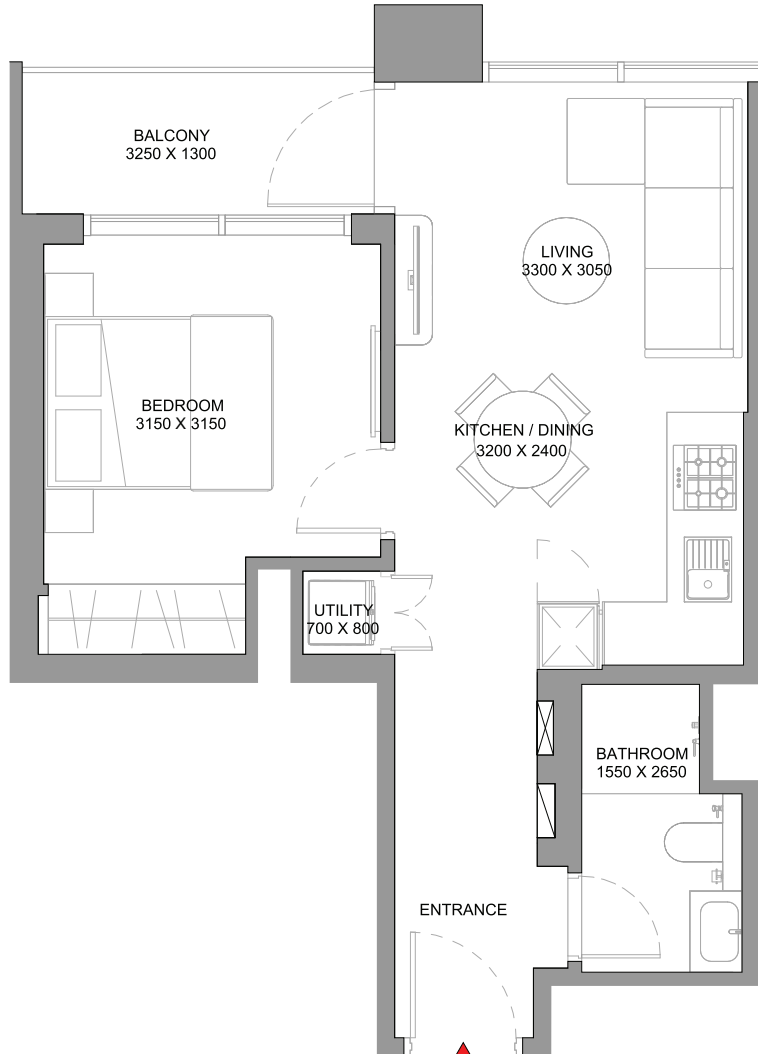 BALCONY
3250 X 1300
LIVING
3300 X 3050
BEDROOM
3150 X 3150
KITCHEN / DINING
3200 X 2400
UTILITY
700 X 800
BATHROOM
1550 X 2650
ENTRANCE